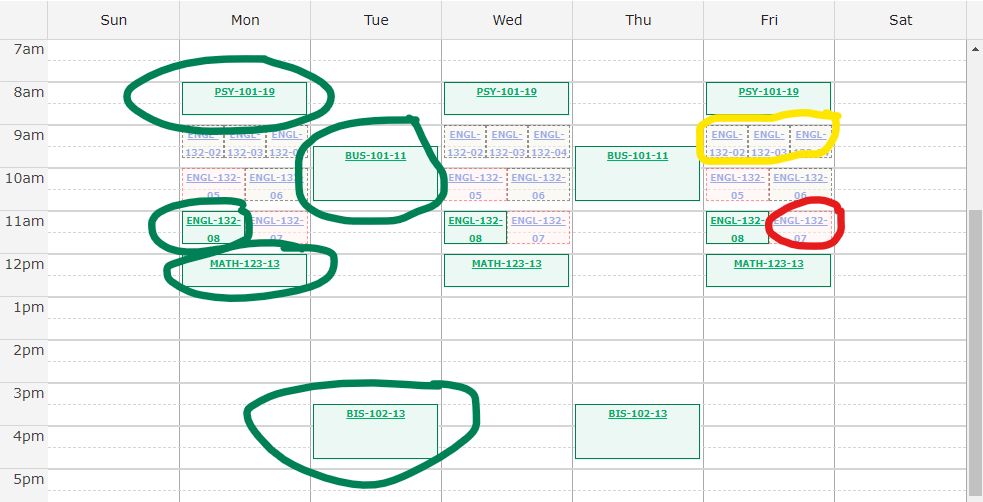 Sun Mon Tue Wed Thu Fri Sat
7am
8am
PSY-101-19 PSY-101-19 PSY-101-19
9am
ENGL- ENGL- ENGL- ENGL- ENGL- ENGL- ENGL- ENGL- ENGL-
132-02 132-03 132-0 132-02 132-03 132-04 132-02 132-03
BUS-101-11 BUS-101-11
10am
ENGL-132- ENGL-132- ENGL-132- ENGL-132- ENGL-132- ENGL-132-
05 06 05 06 05 06
11am
ENGL-132- ENGL-132- ENGL-132- ENGL-132- ENGL-132- ENGL-132-
08 07 08 07 08 07
12pm
MATH-123-13 MATH-123-13 MATH-123-13
1pm
2pm
3pm
BIS-102-13 BIS-102-13
4pm
5pm